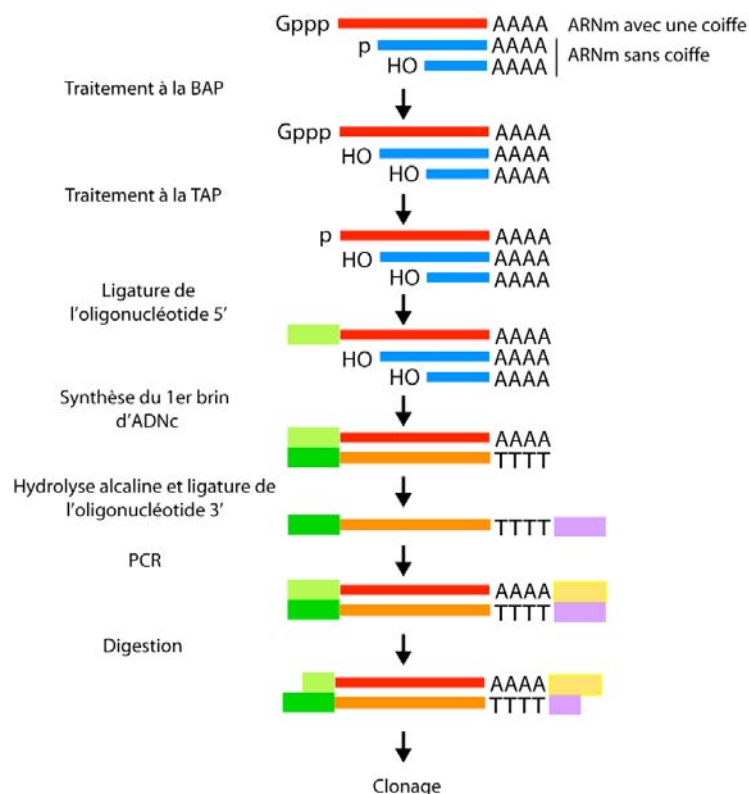 Gppp AAAA ARNm avec une coiffe
p AAAA ARNm sans coiffe
HO AAAA
Traitement à la BAP
Gppp AAAA
HO AAAA
HO AAAA
Traitement à la TAP
p AAAA
HO AAAA
HO AAAA
Ligature de
l'oligonucléotide 5'
AAAA
HO AAAA
HO AAAA
Synthèse du 1er brin
d'ADNc
AAAA
TTTT
Hydrolyse alcaline et ligature de
l'oligonucléotide 3'
TTTT
PCR
AAAA
TTTT
Digestion
AAAA
TTTT
Clonage